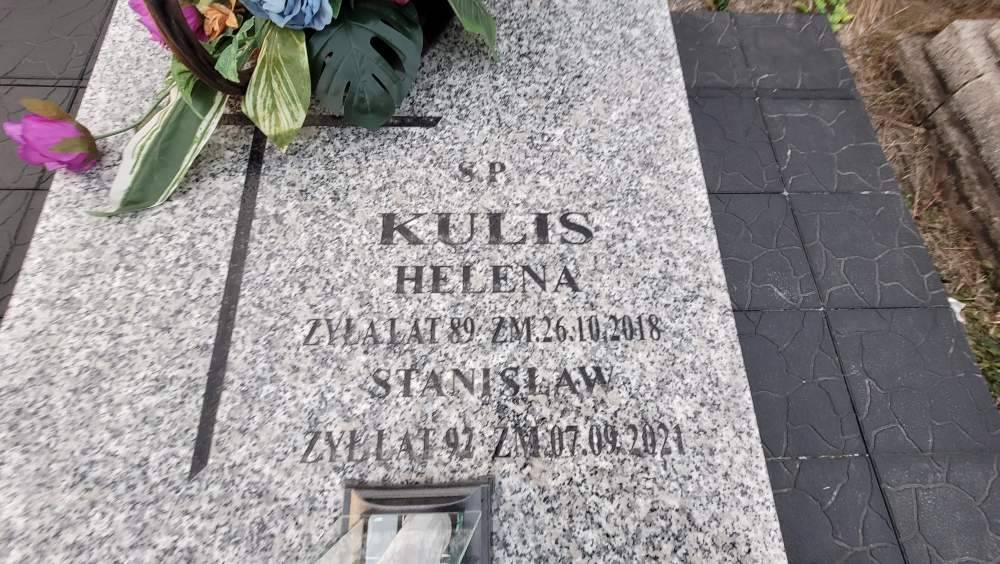 Ś P
KULIS
HELENA
ŻYŁA LAT 89 ZM.26.10.2018
STANISŁAW
ŻYŁ LAT 92 ZM.07.09.2021